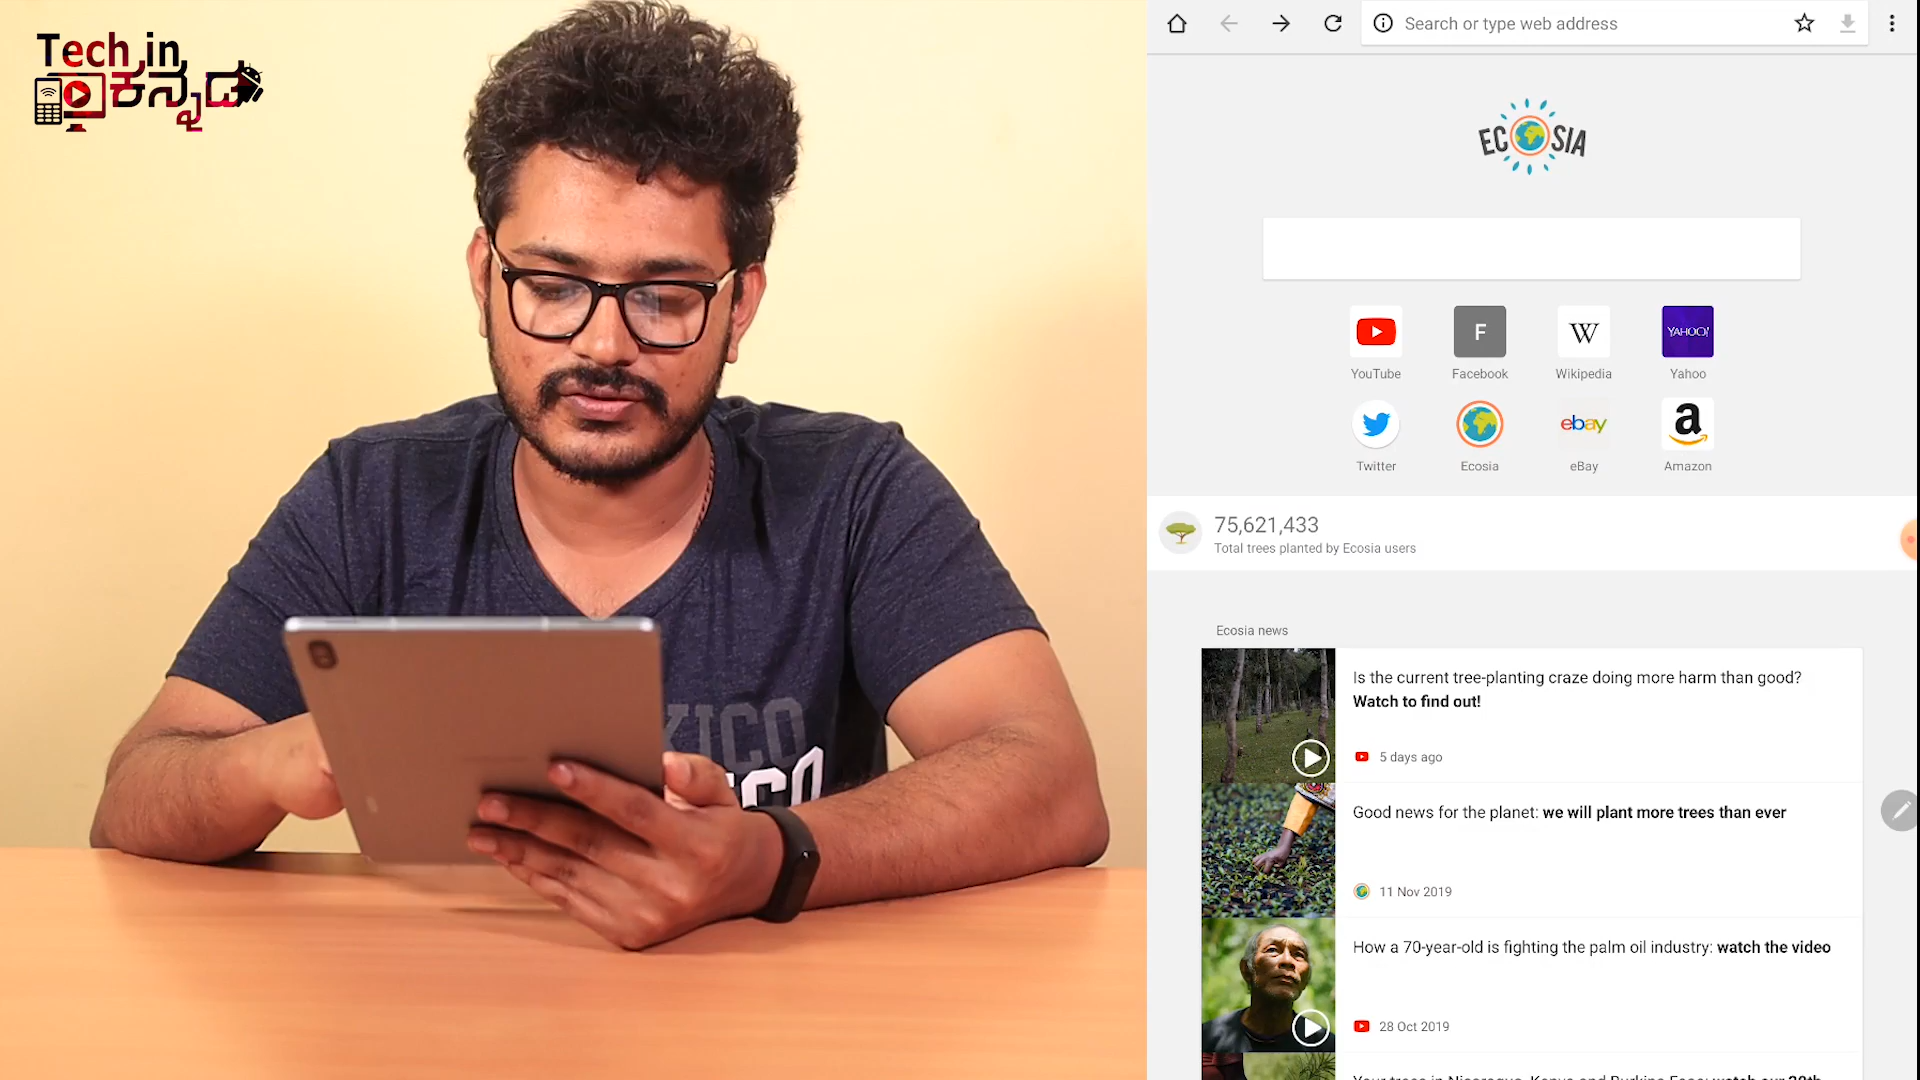 Tech in
ಕನ್ನಡ
Search or type web address
ECOSIA
YouTube
F
Facebook
W
Wikipedia
YAHOO!
Yahoo
Twitter
Ecosia
ebay
eBay
a
Amazon
75,621,433
Total trees planted by Ecosia users
Ecosia news
Is the current tree-planting craze doing more harm than good?
Watch to find out!
5 days ago
Good news for the planet: we will plant more trees than ever
11 Nov 2019
How a 70-year-old is fighting the palm oil industry: watch the video
28 Oct 2019